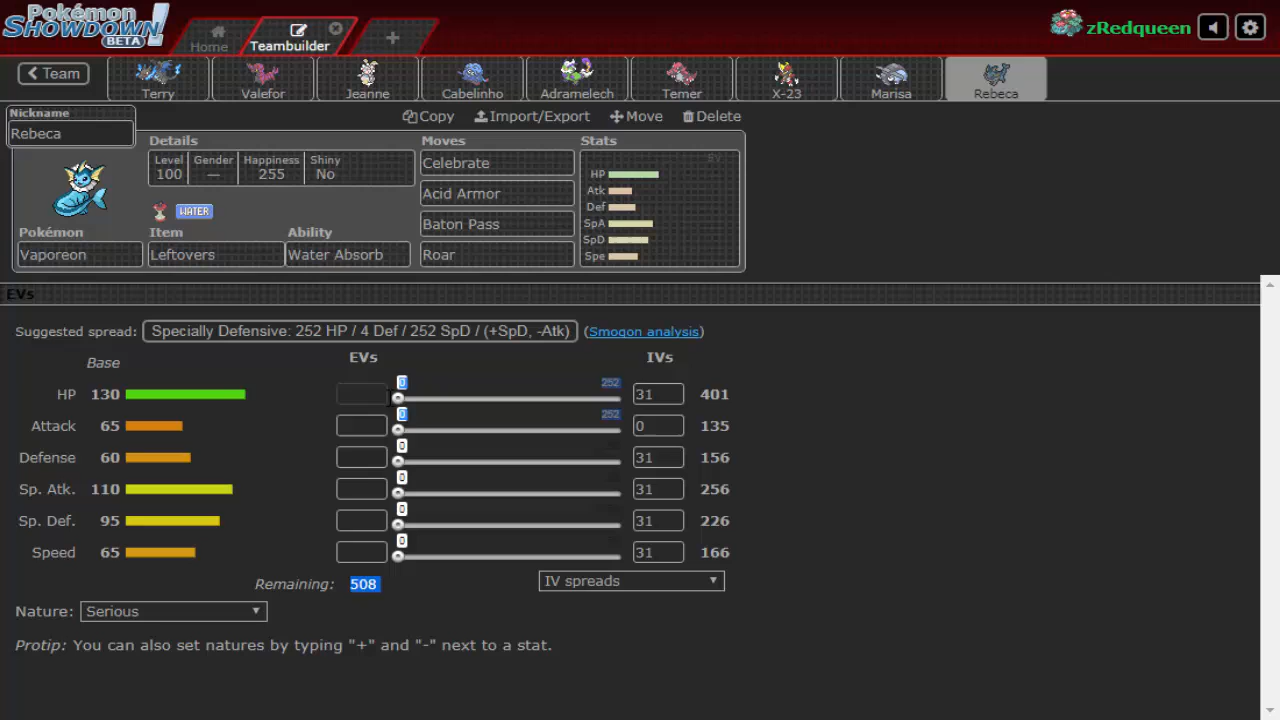 Pokémon
SHOWDOWN!
BETA
Home
Teambuilder
+
zRedqueen
Team
Terry
Valefor
Jeanne
Cabelinho
Adramelech
Temer
X-23
Marisa
Rebeca
Nickname
Rebeca
Copy Import/Export Move Delete
Details
Level Gender Happiness Shiny
100 — 255 No
WATER
Pokémon Item Ability
Vaporeon Leftovers Water Absorb
Moves
Celebrate
Acid Armor
Baton Pass
Roar
Stats
EV
HP
Atk
Def
SpA
SpD
Spe
EVs
Suggested spread: Specially Defensive: 252 HP / 4 Def / 252 SpD / (+SpD, -Atk) (Smogon analysis)
Base EVs IVs
HP 130 0 252 31 401
Attack 65 0 252 0 135
Defense 60 0 31 156
Sp. Atk. 110 0 31 256
Sp. Def. 95 0 31 226
Speed 65 0 31 166
Remaining: 508 IV spreads
Nature: Serious
Protip: You can also set natures by typing "+" and "-" next to a stat.